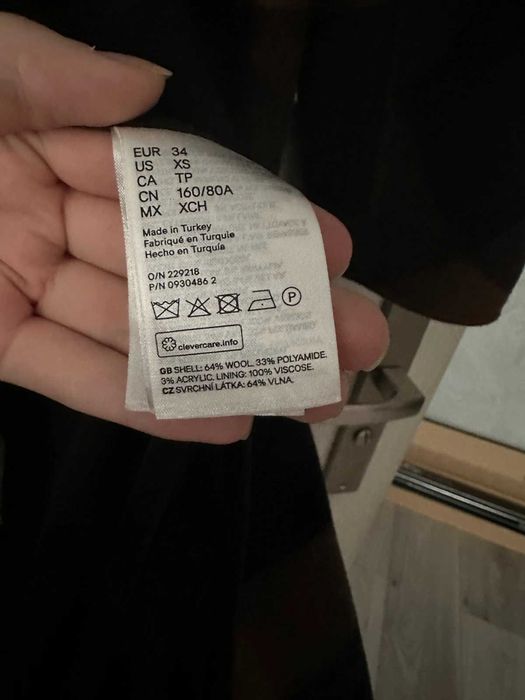 EUR 34
US XS
CA TP
CN 160/80A
MX XCH
Made in Turkey
Fabriqué en Turquie
Hecho en Turquía
O/N 229218
P/N 0930486 2
P
clevercare.info
GB SHELL: 64% WOOL. 33% POLYAMIDE.
3% ACRYLIC. LINING: 100% VISCOSE.
CZ SVRCHNÍ LÁTKA: 64% VLNA.